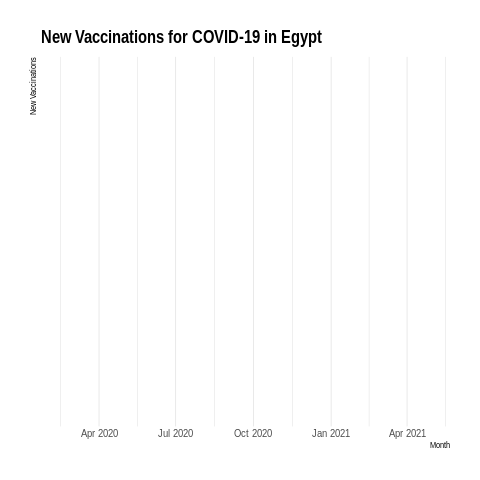 New Vaccinations for COVID-19 in Egypt
New Vaccinations
Apr 2020 Jul 2020 Oct 2020 Jan 2021 Apr 2021
Month